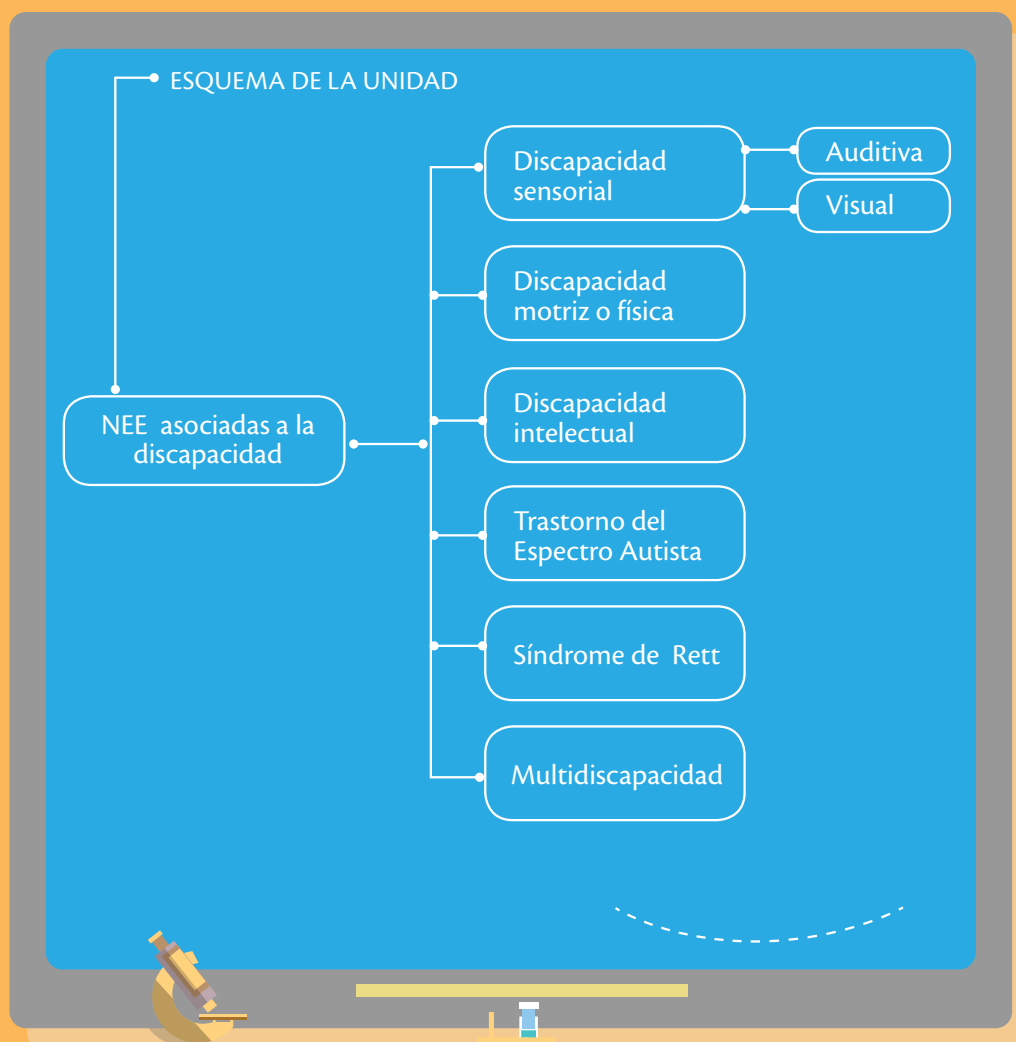 ESQUEMA DE LA UNIDAD
NEE asociadas a la
discapacidad
Discapacidad
sensorial
Auditiva
Visual
Discapacidad
motriz o física
Discapacidad
intelectual
Trastorno del
Espectro Autista
Síndrome de Rett
Multidiscapacidad